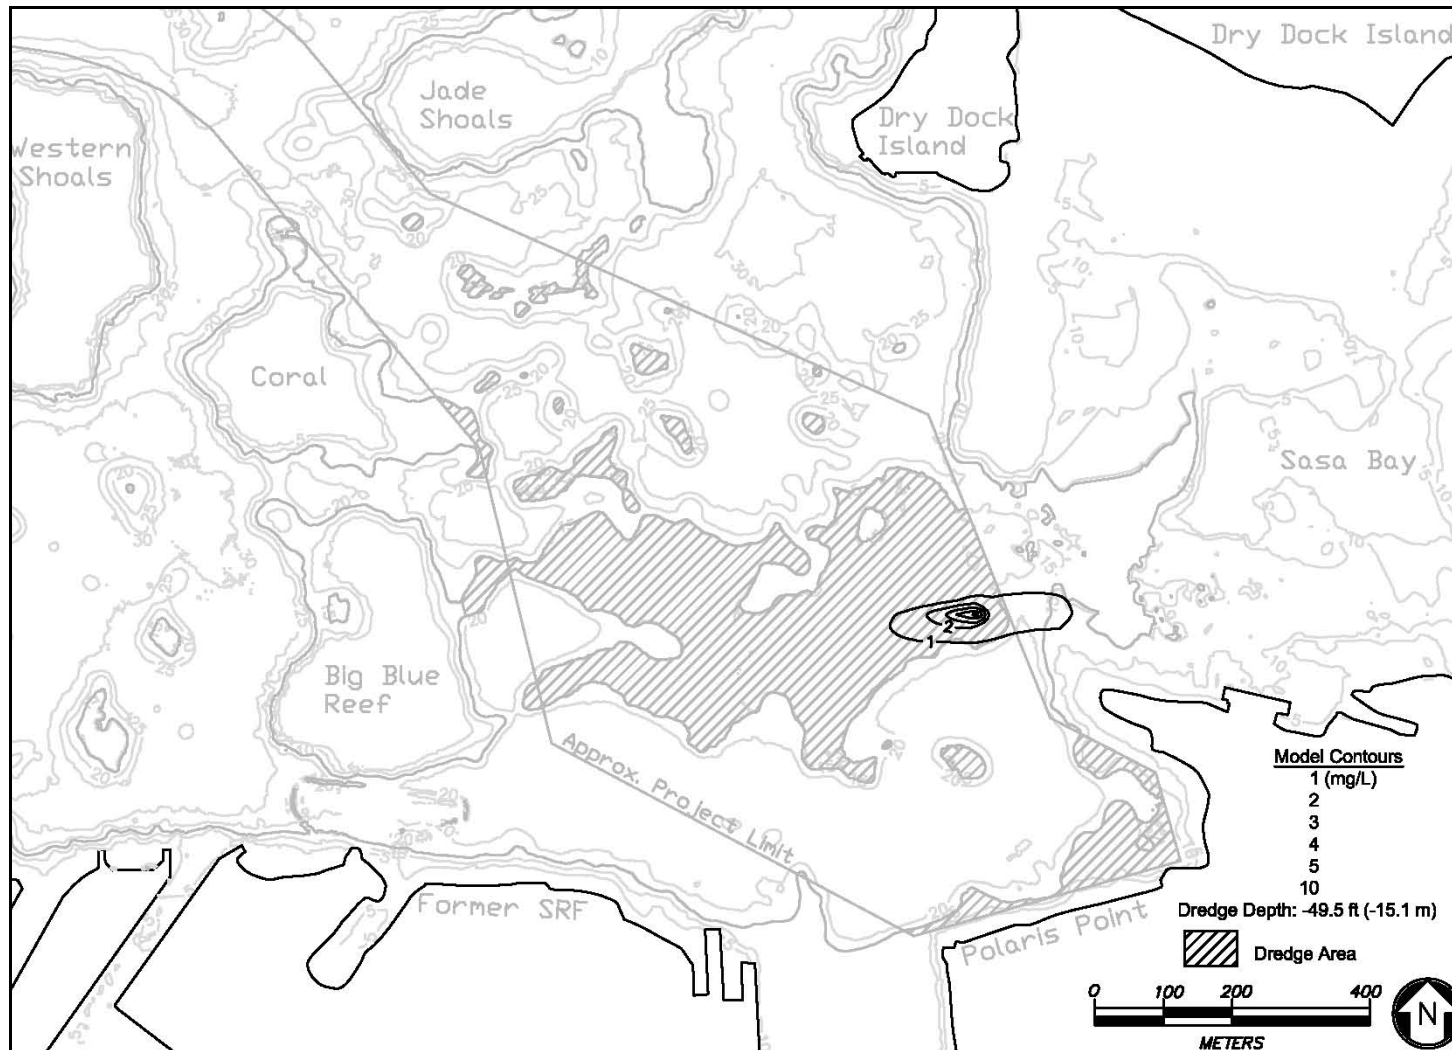 Dry Dock Island
Jade
Shoals
Dry Dock
Island
Western
Shoals
Coral
Sasa Bay
Big Blue
Reef
1
2
Approx. Project Limit
Former SRF
Polaris Point
Model Contours
1 (mg/L)
2
3
4
5
10
Dredge Depth: -49.5 ft (-15.1 m)
Dredge Area
0 100 200 400
METERS
N